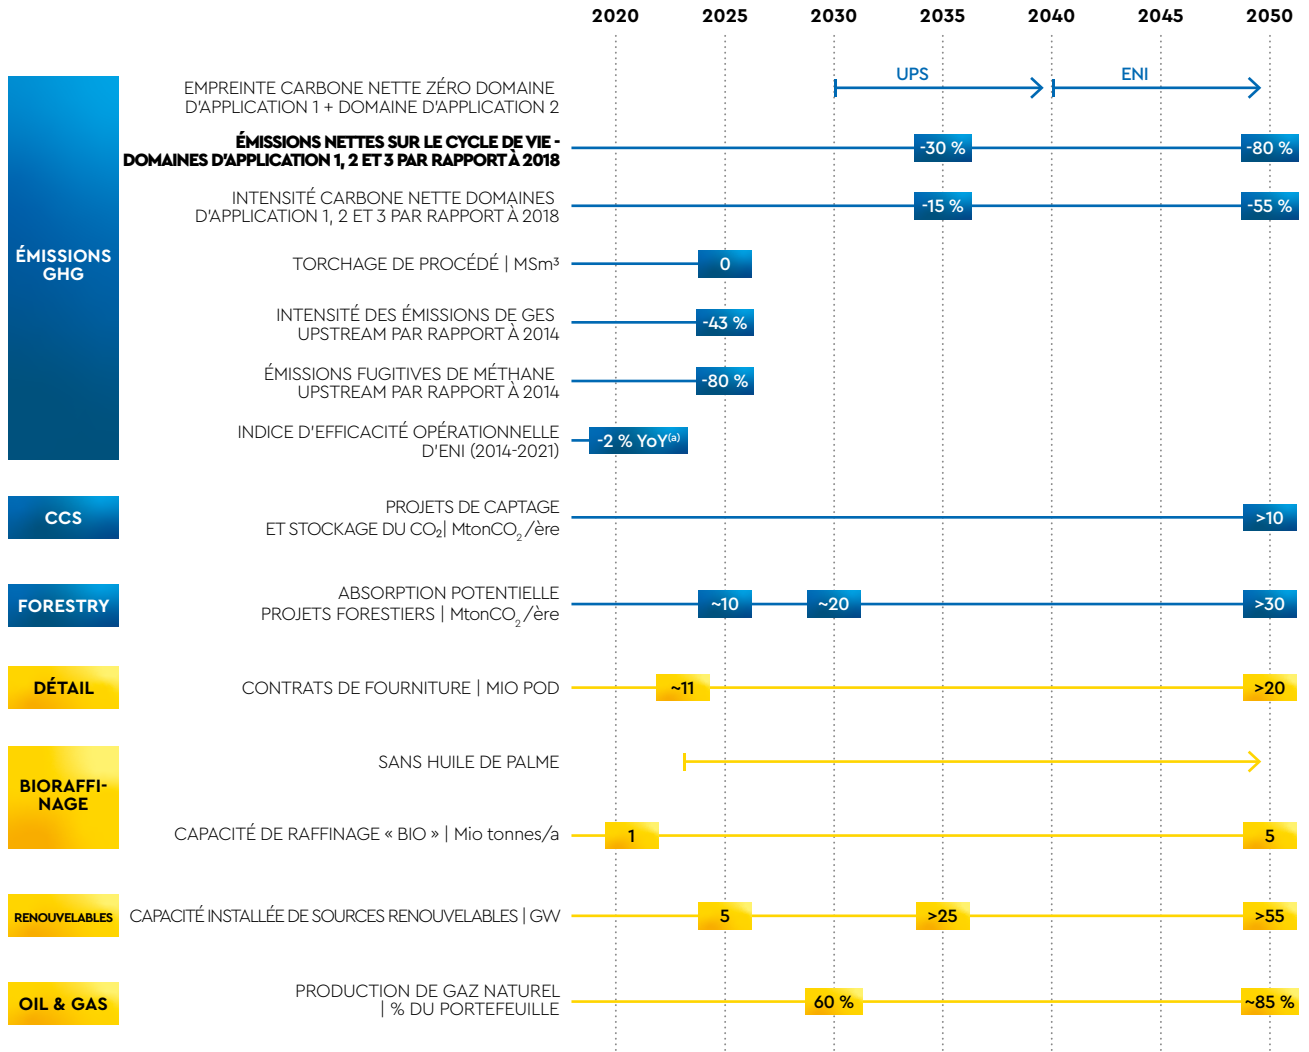 2020 2025 2030 2035 2040 2045 2050
ÉMISSIONS
GHG
EMPREINTE CARBONE NETTE ZÉRO DOMAINE
D'APPLICATION 1 + DOMAINE D'APPLICATION 2
UPS ENI
ÉMISSIONS NETTES SUR LE CYCLE DE VIE -
DOMAINES D'APPLICATION 1, 2 ET 3 PAR RAPPORT À 2018
-30 % -80 %
INTENSITÉ CARBONE NETTE DOMAINES
D'APPLICATION 1, 2 ET 3 PAR RAPPORT À 2018
-15 % -55 %
TORCHAGE DE PROCÉDÉ | MSm³ 0
INTENSITÉ DES ÉMISSIONS DE GES
UPSTREAM PAR RAPPORT À 2014
-43 %
ÉMISSIONS FUGITIVES DE MÉTHANE
UPSTREAM PAR RAPPORT À 2014
-80 %
INDICE D'EFFICACITÉ OPÉRATIONNELLE
D'ENI (2014-2021)
-2 % YoY(a)
CCS
PROJETS DE CAPTAGE
ET STOCKAGE DU CO₂| MtonCO₂/ère
>10
FORESTRY
ABSORPTION POTENTIELLE
PROJETS FORESTIERS | MtonCO₂/ère
~10 ~20 >30
DÉTAIL
CONTRATS DE FOURNITURE | MIO POD
~11 >20
BIORAFFI-
NAGE
SANS HUILE DE PALME
CAPACITÉ DE RAFFINAGE « BIO » | Mio tonnes/a
1 5
RENOUVELABLES
CAPACITÉ INSTALLÉE DE SOURCES RENOUVELABLES | GW
5 >25 >55
OIL & GAS
PRODUCTION DE GAZ NATUREL
| % DU PORTEFEUILLE
60 % ~85 %